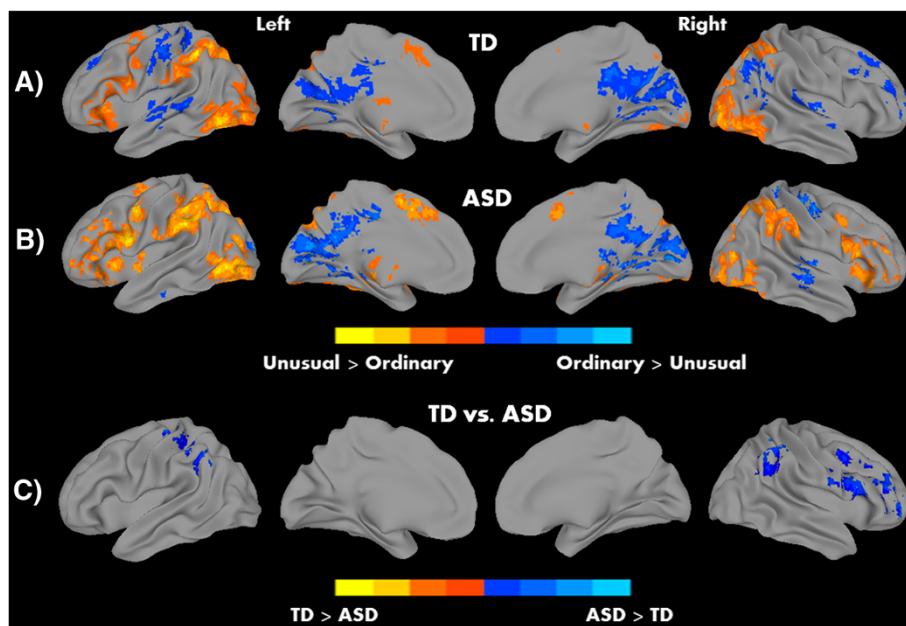 Left
TD
Right
A)
ASD
B)
Unusual > Ordinary
Ordinary > Unusual
TD vs. ASD
C)
TD > ASD
ASD > TD